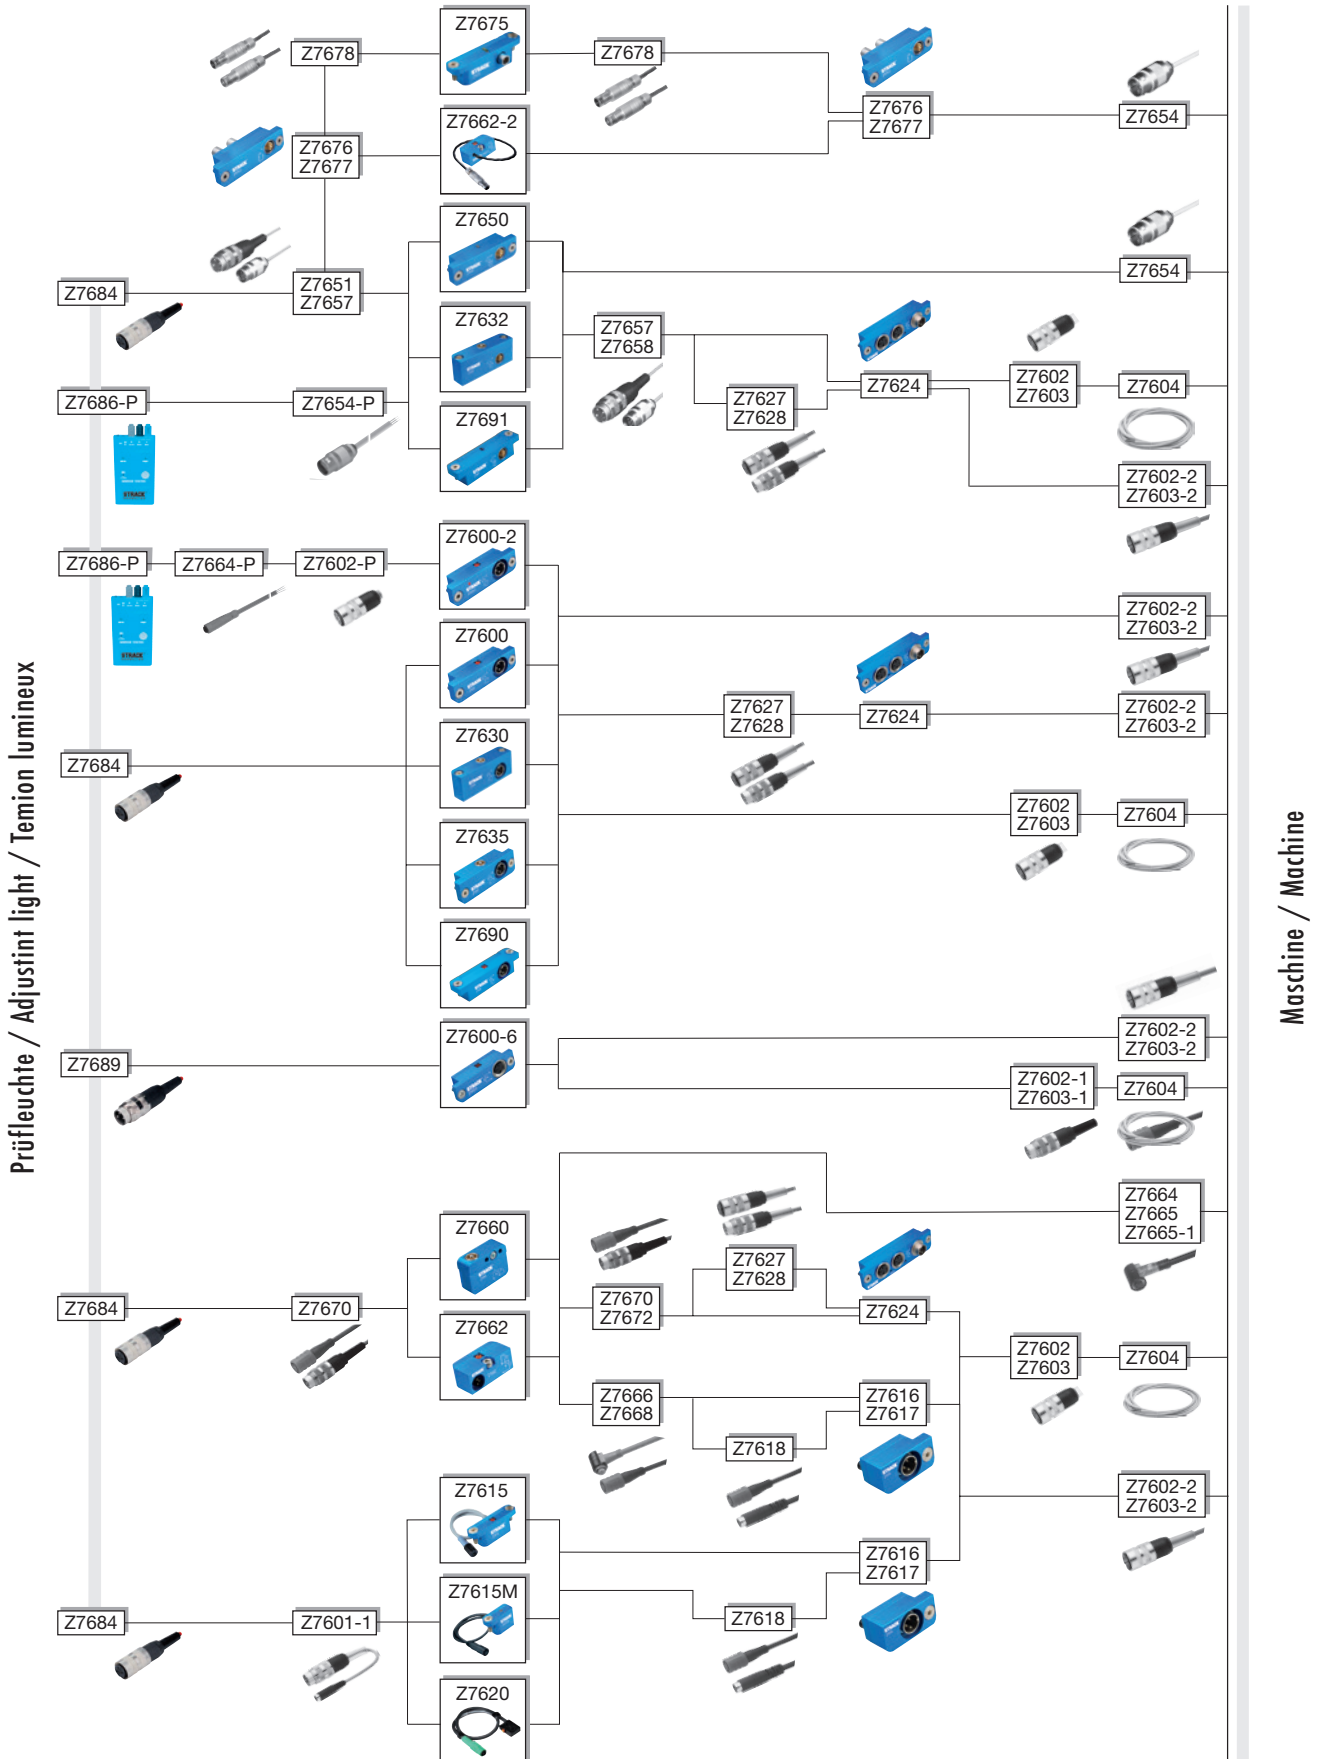 Z7675
Z7678
Z7678
Z7662-2
Z7676
Z7677
Z7676
Z7677
Z7654
Z7650
Z7654
Z7684
Z7651
Z7657
Z7632
Z7657
Z7658
Z7624
Z7602
Z7603
Z7604
Z7686-P
Z7654-P
Z7691
Z7627
Z7628
Z7602-2
Z7603-2
STRACK
Z7600-2
Z7686-P
Z7664-P
Z7602-P
Z7602-2
Z7603-2
STRACK
Z7600
Z7627
Z7628
Z7624
Z7602-2
Z7603-2
Z7684
Z7630
Z7602
Z7603
Z7604
Z7635
Z7690
Prüfleuchte / Adjustint light / Temion lumineux
Maschine / Machine
Z7689
Z7600-6
Z7602-2
Z7603-2
Z7602-1
Z7603-1
Z7604
Z7660
Z7664
Z7665
Z7665-1
Z7627
Z7628
Z7684
Z7670
Z7670
Z7672
Z7624
Z7662
Z7602
Z7603
Z7604
Z7666
Z7668
Z7616
Z7617
Z7618
Z7615
Z7602-2
Z7603-2
Z7616
Z7617
Z7684
Z7601-1
Z7615M
Z7618
Z7620